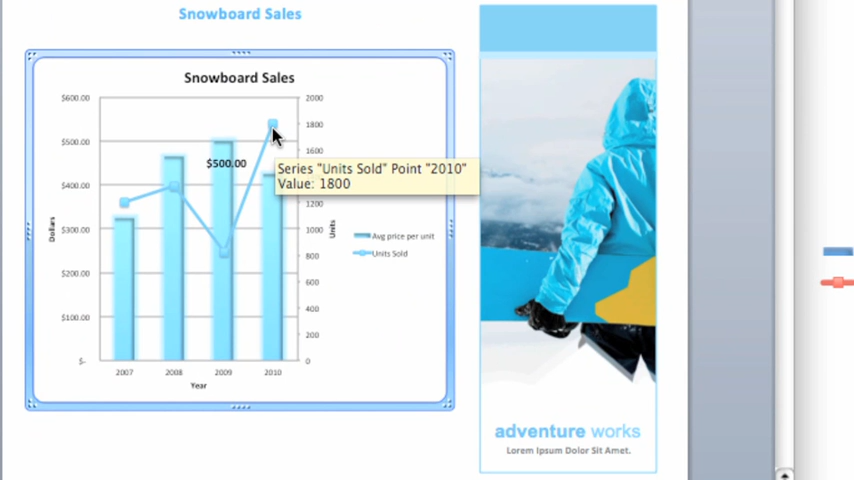 Snowboard Sales
Snowboard Sales
$600.00
$500.00
$400.00
$300.00
$200.00
$100.00
$-
Dollars
2000
1800
1600
1200
1000
800
600
400
200
0
Units
$500.00
Series "Units Sold" Point "2010"
Value: 1800
Avg price per unit
Units Sold
2007 2008 2009 2010
Year
adventure works
Lorem Ipsum Dolor Sit Amet.